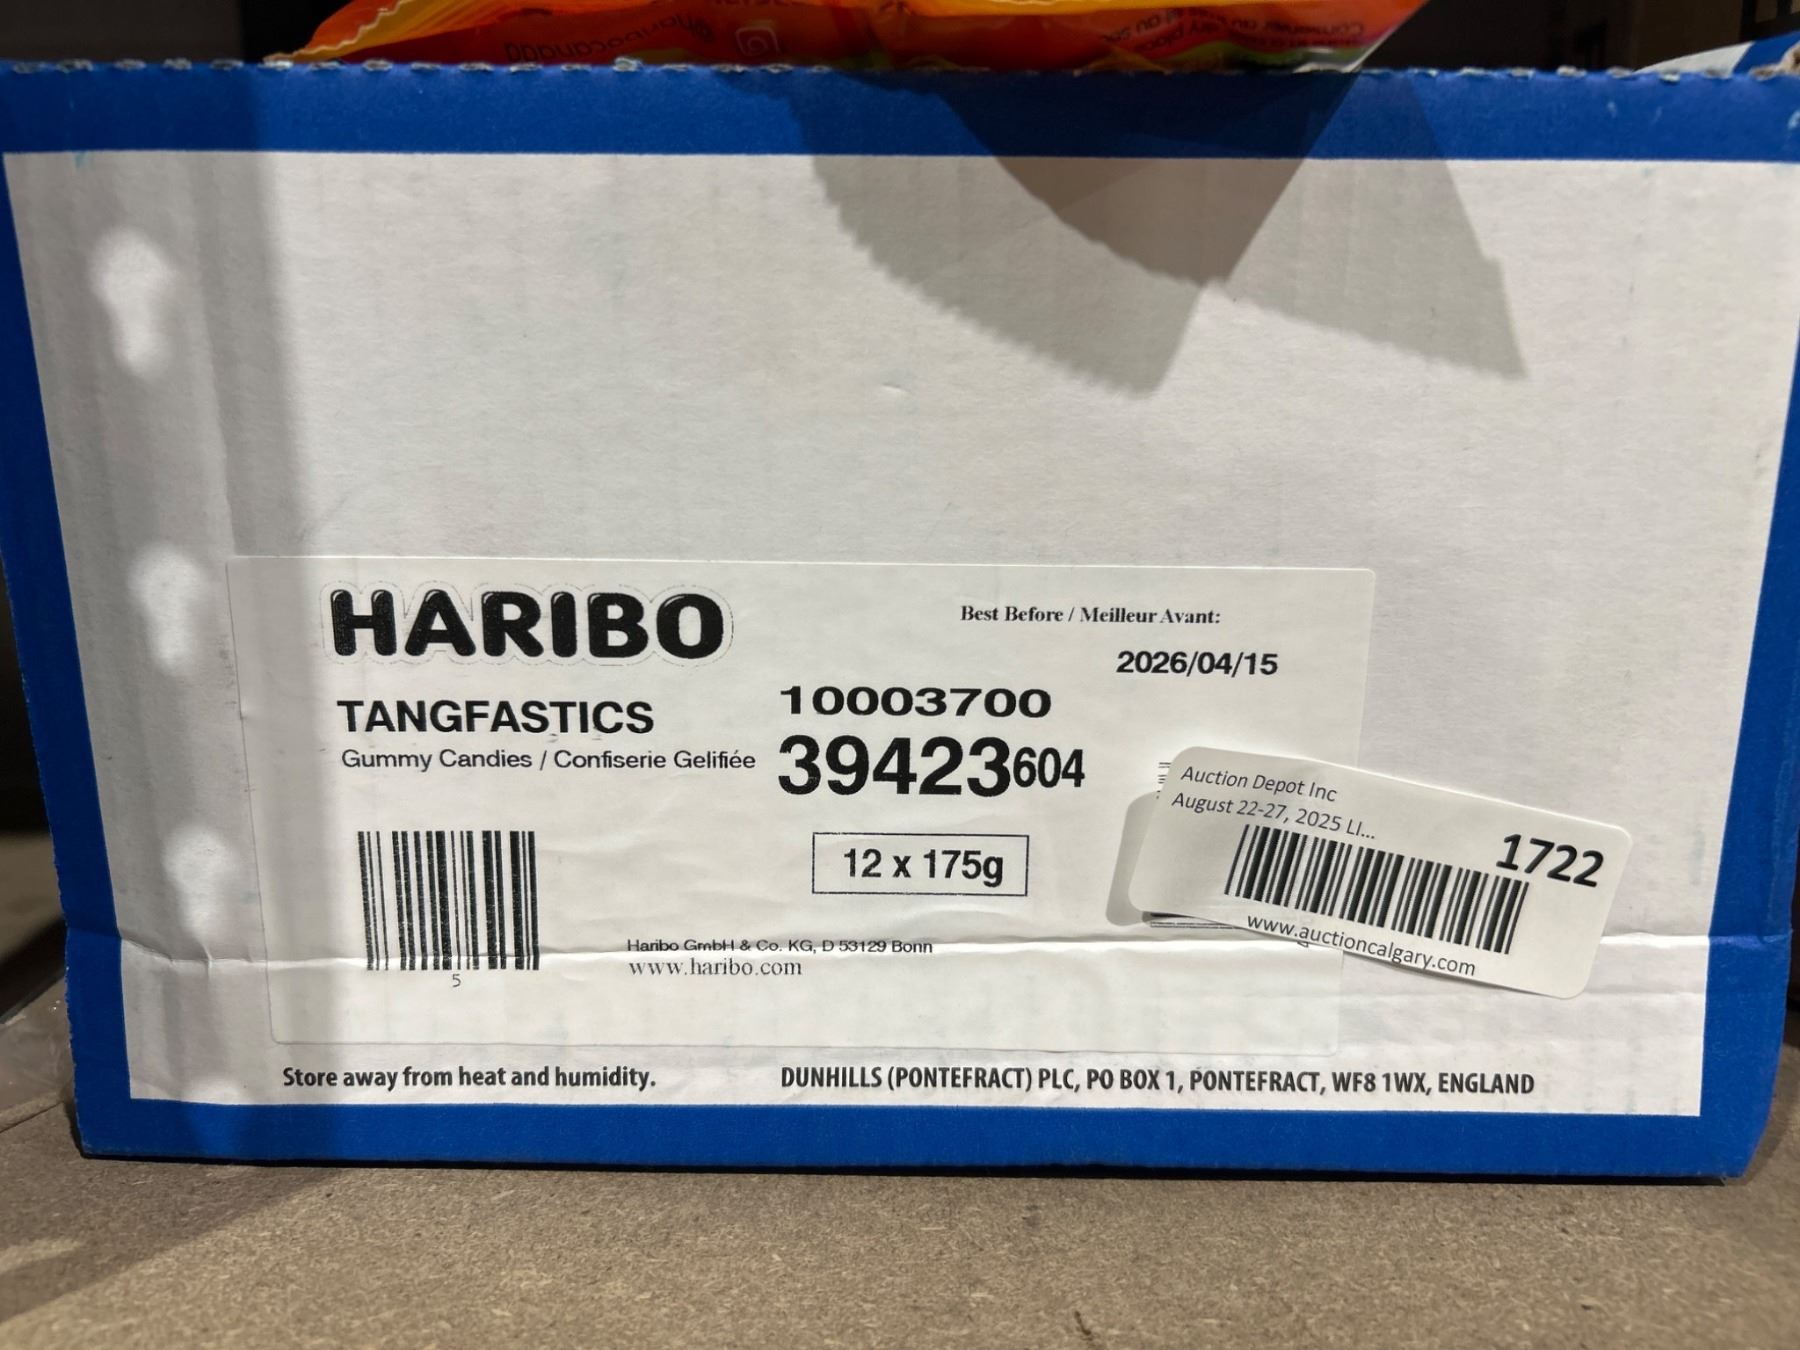 HARIBO
Best Before / Meilleur Avant:
2026/04/15
TANGFASTICS
10003700
Gummy Candies / Confiserie Gelifiée
39423604
12 x 175g
5
Haribo GmbH & Co. KG, D 53129 Bonn
www.haribo.com
Auction Depot Inc
August 22-27, 2025 LI...
1722
www.auctioncalgary.com
Store away from heat and humidity.
DUNHILLS (PONTEFRACT) PLC, PO BOX 1, PONTEFRACT, WF8 1WX, ENGLAND